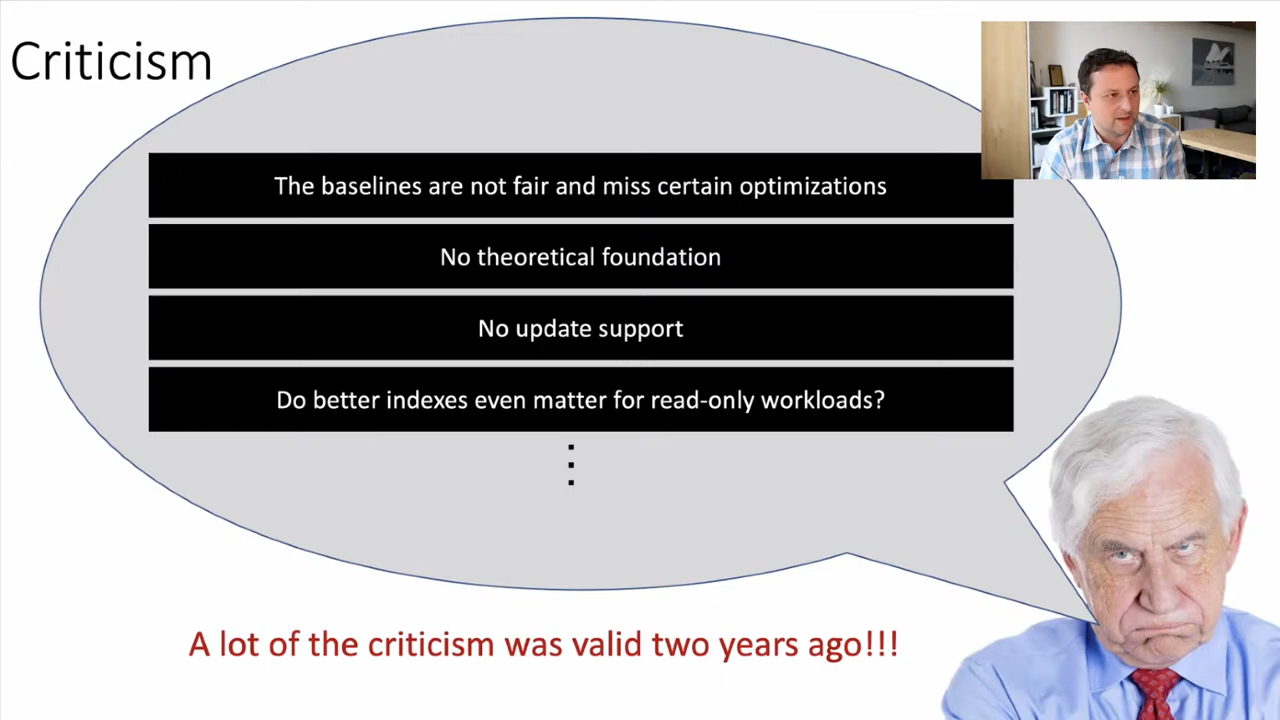 Criticism
The baselines are not fair and miss certain optimizations
No theoretical foundation
No update support
Do better indexes even matter for read-only workloads?
A lot of the criticism was valid two years ago!!!